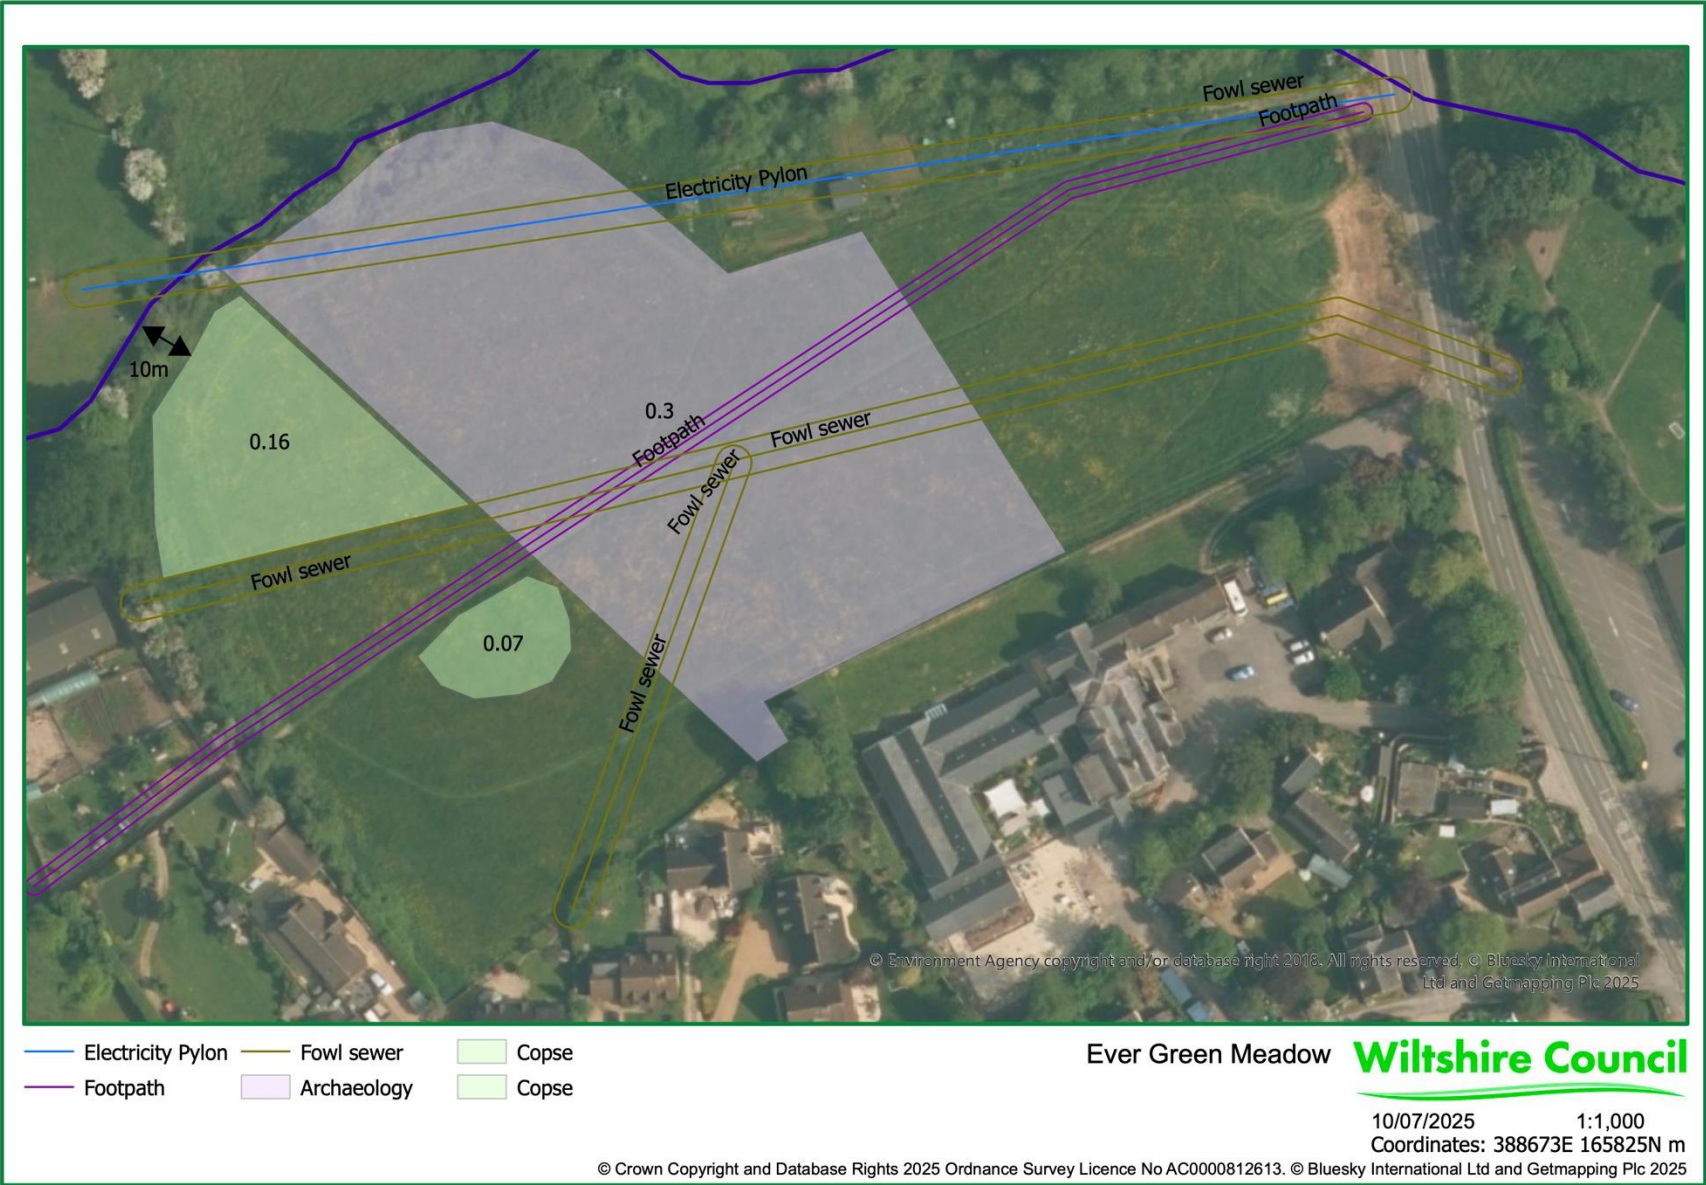 Fowl sewer
Footpath
Electricity Pylon
10m
0.3
Footpath
Fowl sewer
0.16
Fowl sewer
Fowl sewer
0.07
Fowl sewer
© Environment Agency copyright and/or database right 2018. All rights reserved. © Bluesky International
Ltd and Getmapping Plc 2025
Electricity Pylon
Fowl sewer
Copse
Footpath
Archaeology
Copse
Ever Green Meadow
Wiltshire Council
10/07/2025
1:1,000
Coordinates: 388673E 165825N m
© Crown Copyright and Database Rights 2025 Ordnance Survey Licence No AC0000812613. © Bluesky International Ltd and Getmapping Plc 2025